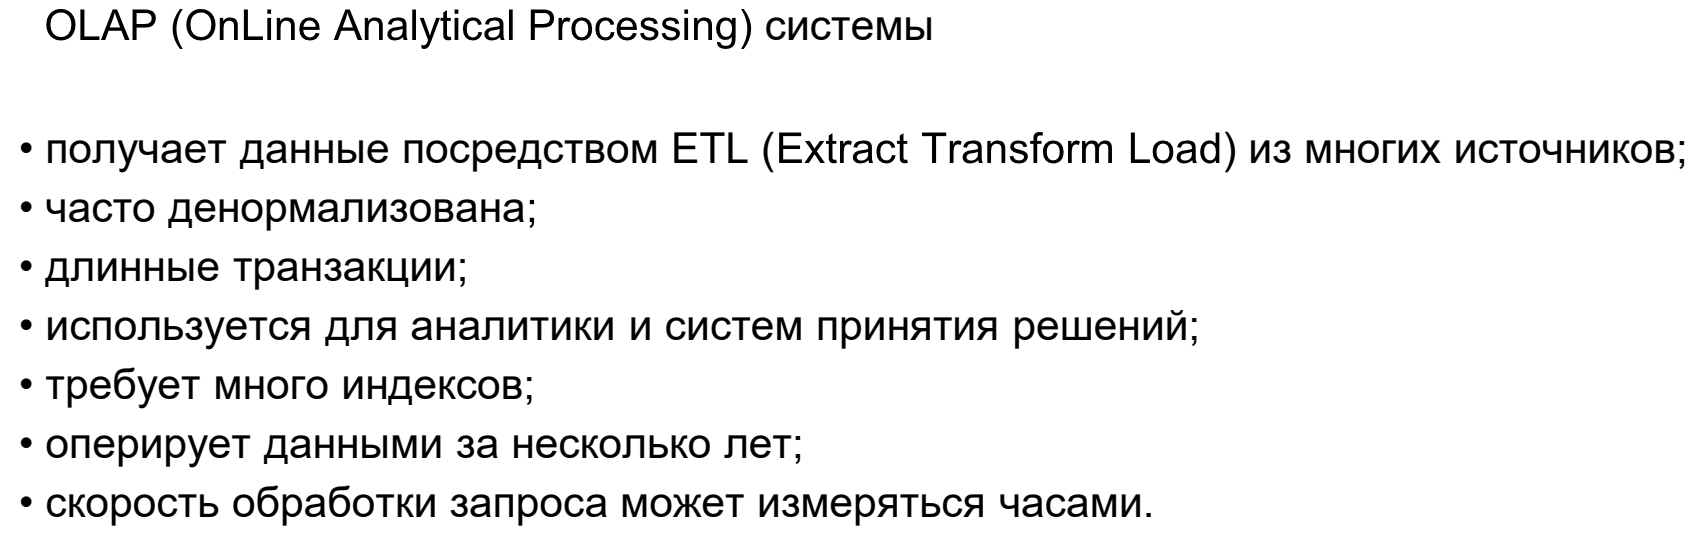 OLAP (OnLine Analytical Processing) системы
• получает данные посредством ETL (Extract Transform Load) из многих источников;
• часто денормализована;
• длинные транзакции;
• используется для аналитики и систем принятия решений;
• требует много индексов;
• оперирует данными за несколько лет;
• скорость обработки запроса может измеряться часами.